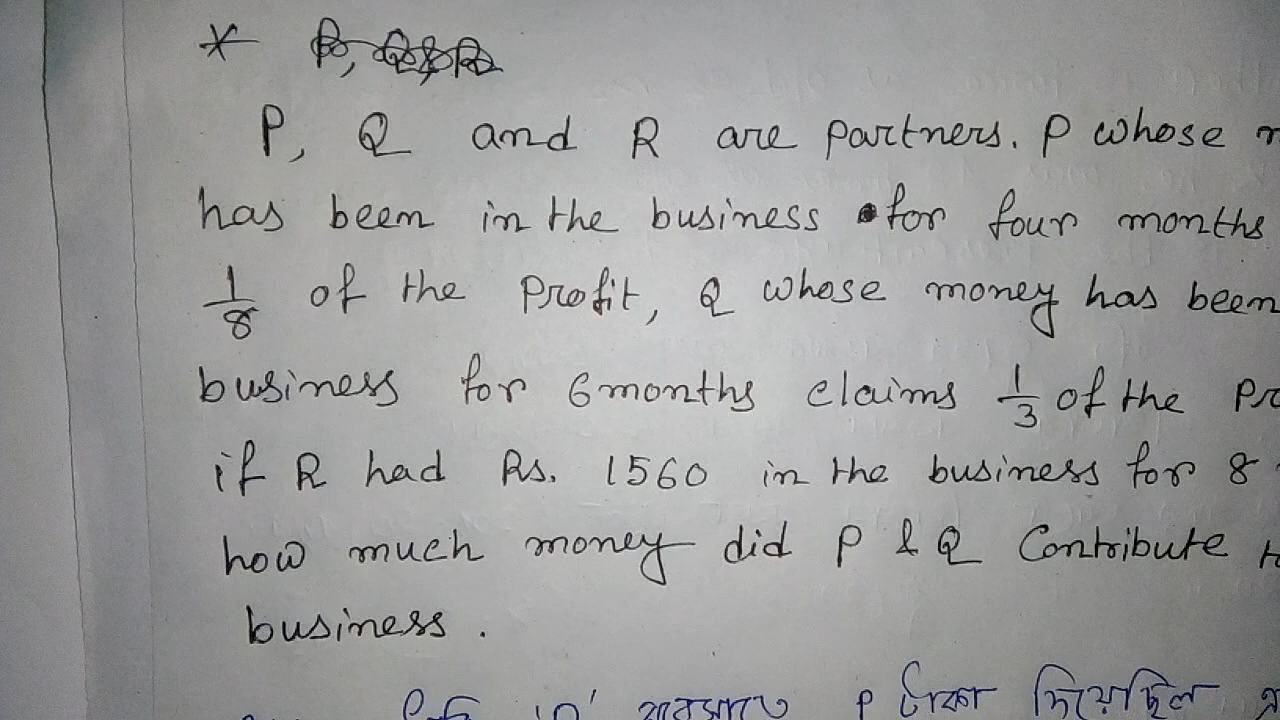 *
P, Q and R are partners. P whose
has been in the business for four months
1/8 of the Profit, Q whose money has been
business for 6 months claims 1/3 of the
if R had Rs. 1560 in the business for 8
how much money did P & Q Contribute
business.
P টাকা দিয়েছিল